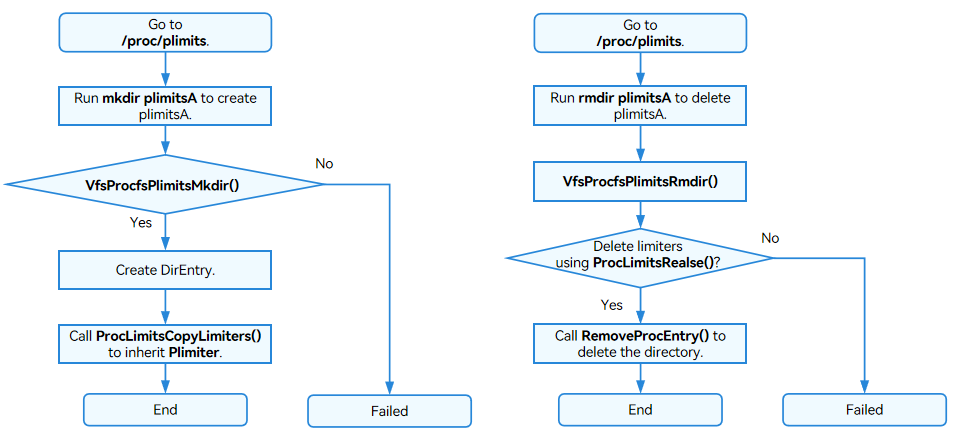 Go to
/proc/plimits.
Run mkdir plimitsA to create
plimitsA.
VfsProcfsPlimitsMkdir()
No
Yes
Create DirEntry.
Call ProcLimitsCopyLimiters()
to inherit Plimiter.
End
Failed
Go to
/proc/plimits.
Run rmdir plimitsA to delete
plimitsA.
VfsProcfsPlimitsRmdir()
Delete limiters
using ProcLimitsRealse()?
No
Yes
Call RemoveProcEntry() to
delete the directory.
End
Failed